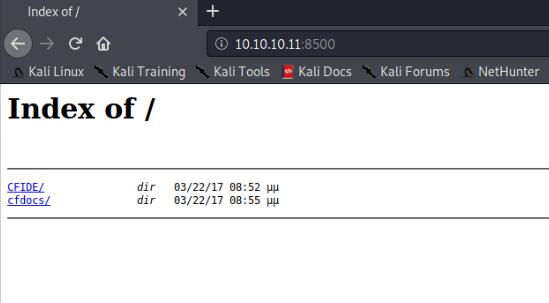 Index of /
10.10.10.11:8500
Kali Linux Kali Training Kali Tools Kali Docs Kali Forums NetHunter
Index of /
CFIDE/ dir 03/22/17 08:52 μμ
cfdocs/ dir 03/22/17 08:55 μμ